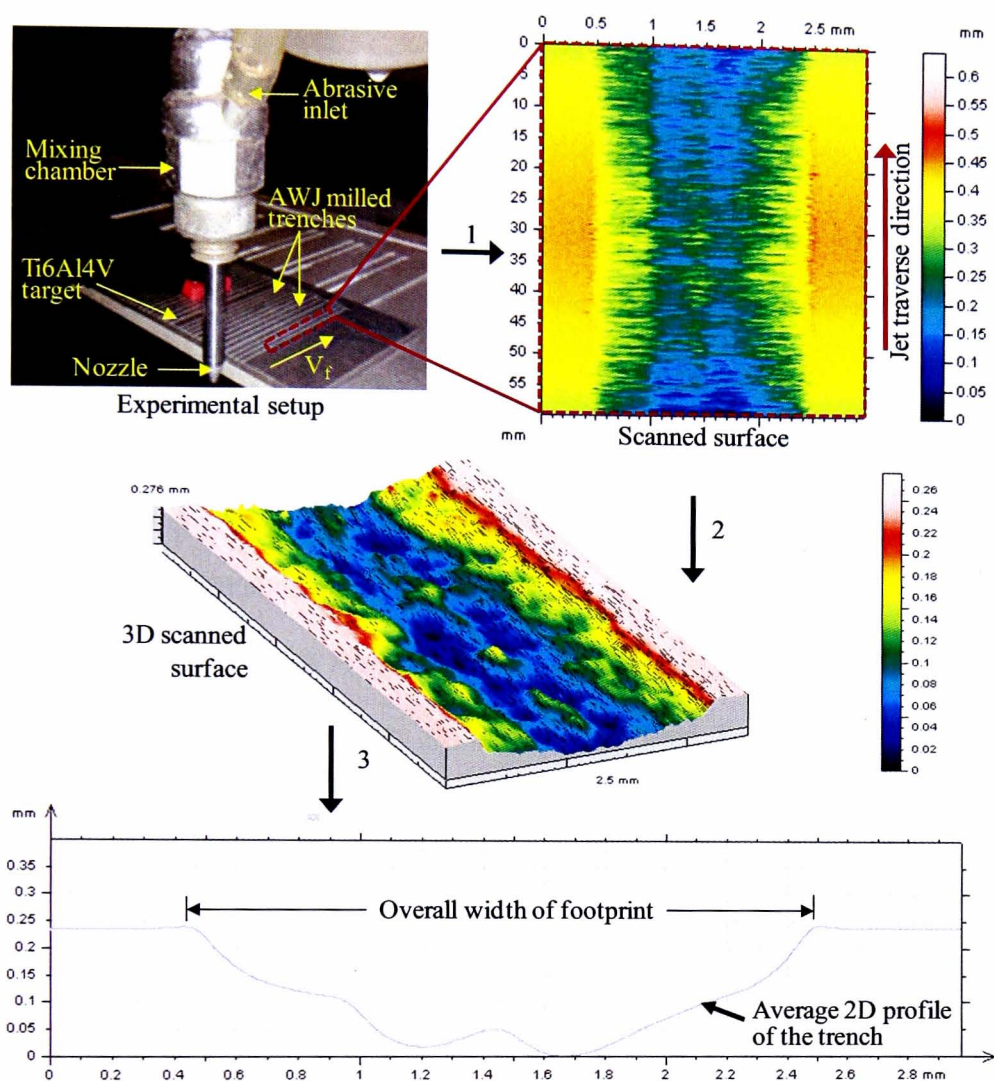 Abrasive
inlet
Mixing
chamber
AWJ milled
trenches
Ti6Al4V
target
Nozzle
V_f
Experimental setup
1
0 0.5 1 1.5 2 2.5 mm
0
5
10
15
20
25
30
35
40
45
50
55
mm
Jet traverse direction
Scanned surface
mm
0.6
0.55
0.5
0.45
0.4
0.35
0.3
0.25
0.2
0.15
0.1
0.05
0
2
0.276 mm
3D scanned
surface
2.5 mm
0.26
0.24
0.22
0.2
0.18
0.16
0.14
0.12
0.1
0.08
0.06
0.04
0.02
0
3
mm
0.35
0.3
0.25
0.2
0.15
0.1
0.05
0
Overall width of footprint
Average 2D profile
of the trench
0 0.2 0.4 0.6 0.8 1 1.2 1.4 1.6 1.8 2 2.2 2.4 2.6 2.8 mm